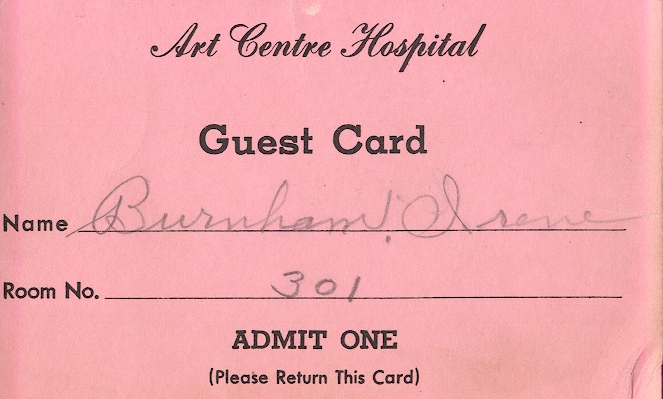 Art Centre Hospital
Guest Card
Name Burnham, Irene
Room No. 301
ADMIT ONE
(Please Return This Card)